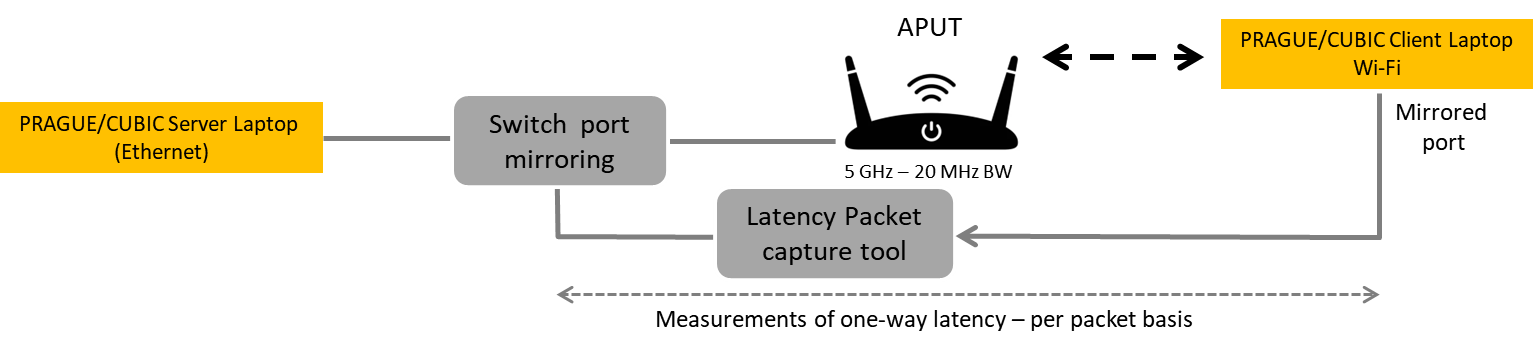 APUT
PRAGUE/CUBIC Client Laptop
Wi-Fi
PRAGUE/CUBIC Server Laptop
(Ethernet)
Switch port
mirroring
Mirrored
port
5 GHz – 20 MHz BW
Latency Packet
capture tool
Measurements of one-way latency – per packet basis